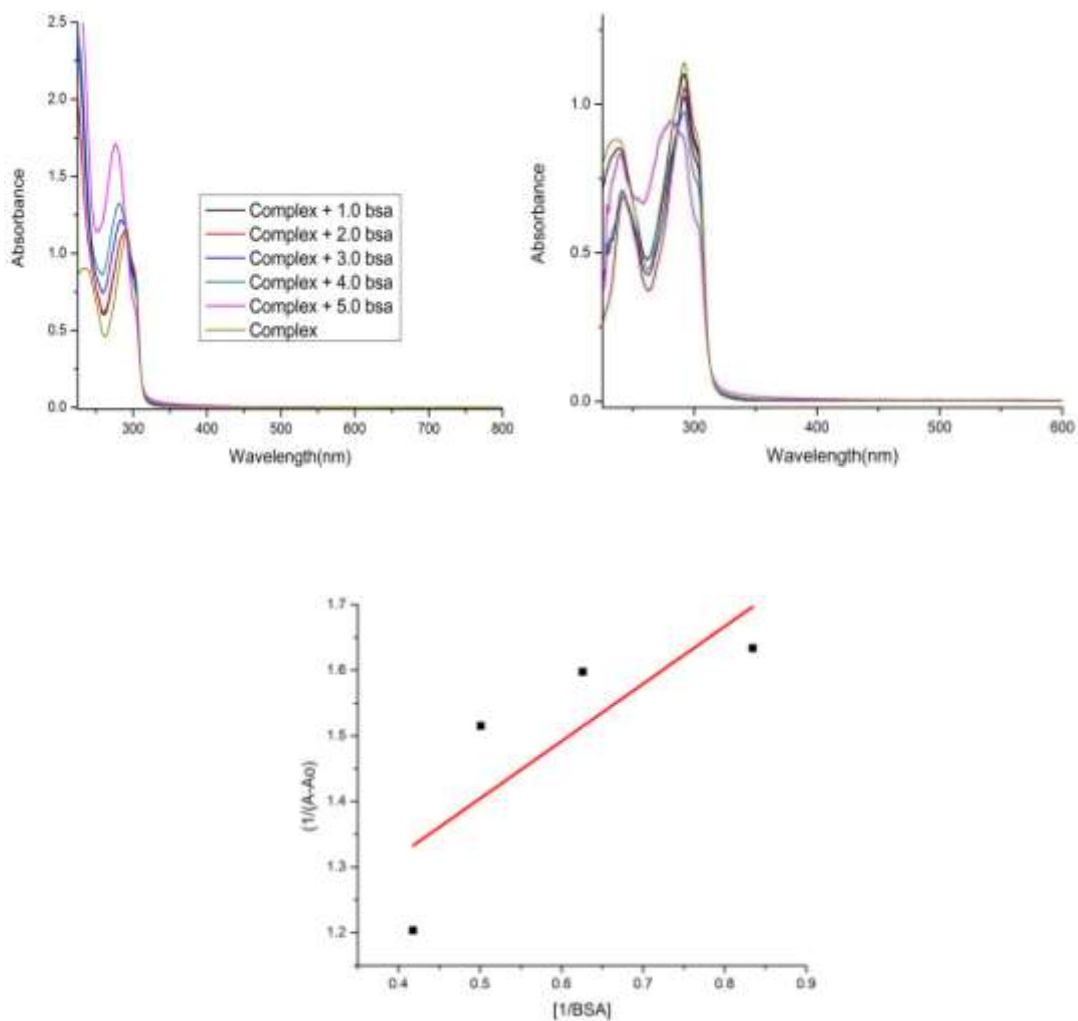 2.5
2.0
1.5
1.0
0.5
0.0
Absorbance
300
400
500
600
700
800
Wavelength(nm)
Complex + 1.0 bsa
Complex + 2.0 bsa
Complex + 3.0 bsa
Complex + 4.0 bsa
Complex + 5.0 bsa
Complex
1.0
0.5
0.0
Absorbance
300
400
500
600
Wavelength(nm)
1.7
1.6
1.5
1.4
1.3
1.2
(1/(A-Ao)
0.4
0.5
0.6
0.7
0.8
0.9
[1/BSA]